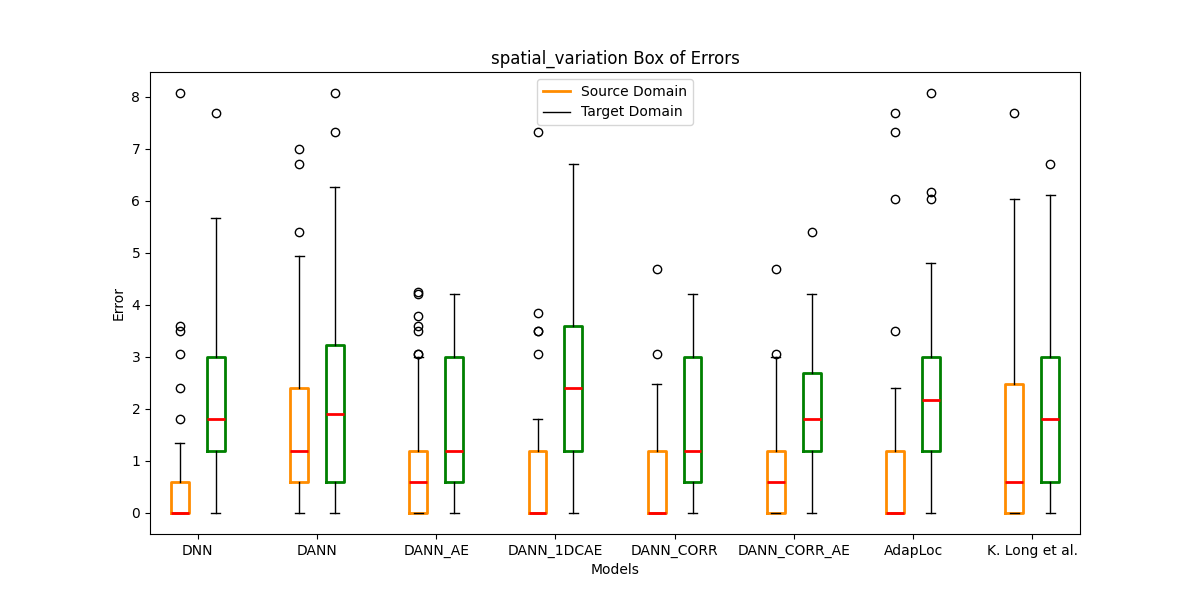 spatial_variation Box of Errors
Source Domain
Target Domain
Error
8
7
6
5
4
3
2
1
0
DNN DANN DANN_AE DANN_1DCAE DANN_CORR DANN_CORR_AE AdapLoc K. Long et al.
Models